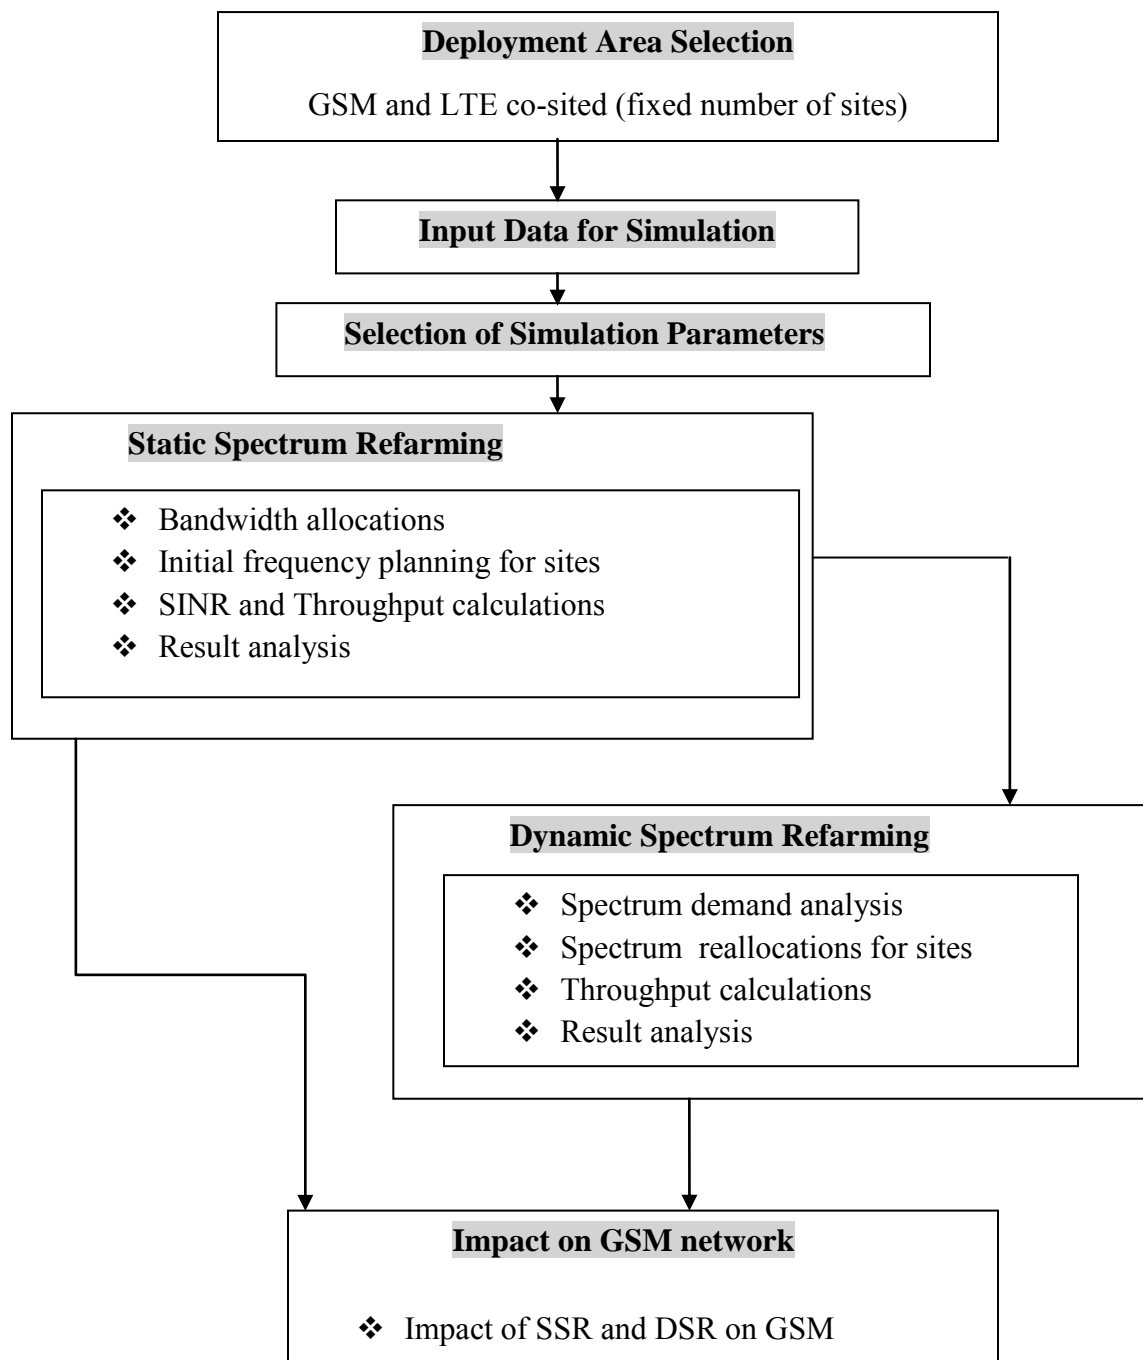 Deployment Area Selection
GSM and LTE co-sited (fixed number of sites)
Input Data for Simulation
Selection of Simulation Parameters
Static Spectrum Refarming
❖ Bandwidth allocations
❖ Initial frequency planning for sites
❖ SINR and Throughput calculations
❖ Result analysis
Dynamic Spectrum Refarming
❖ Spectrum demand analysis
❖ Spectrum reallocations for sites
❖ Throughput calculations
❖ Result analysis
Impact on GSM network
❖ Impact of SSR and DSR on GSM